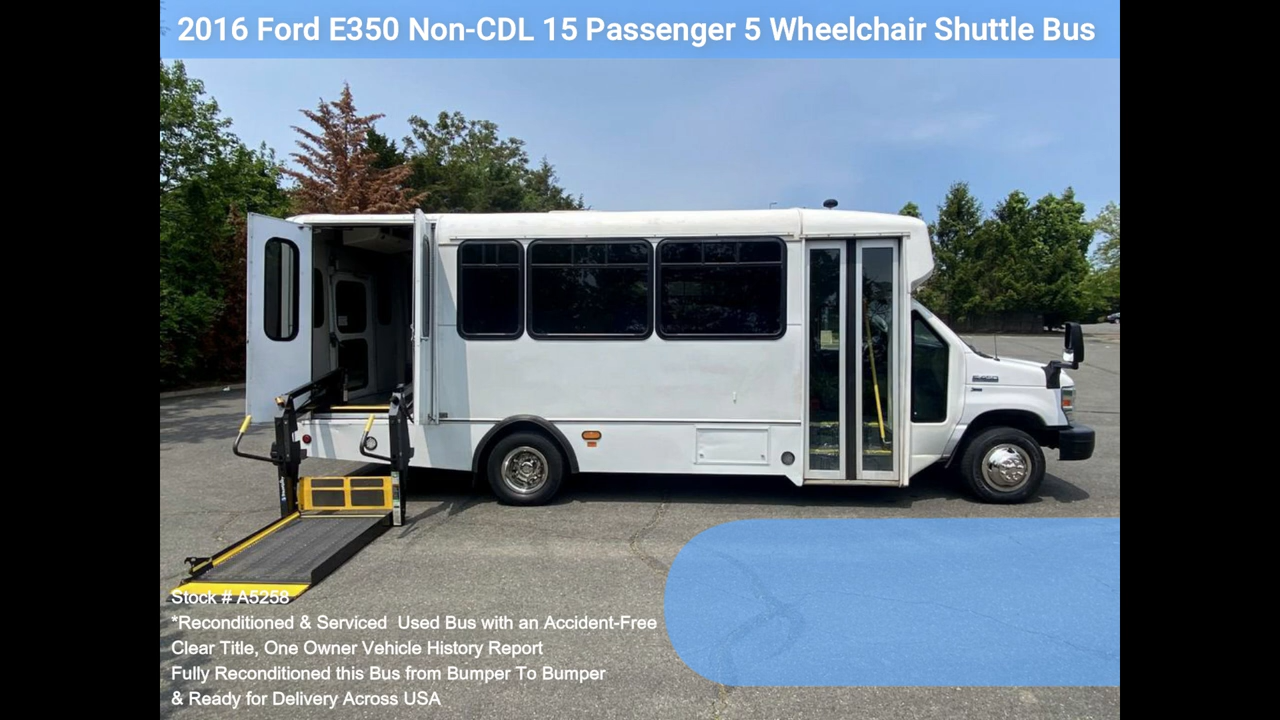 2016 Ford E350 Non-CDL 15 Passenger 5 Wheelchair Shuttle Bus
Stock # A5258
*Reconditioned & Serviced  Used Bus with an Accident-Free
Clear Title, One Owner Vehicle History Report
Fully Reconditioned this Bus from Bumper To Bumper
& Ready for Delivery Across USA